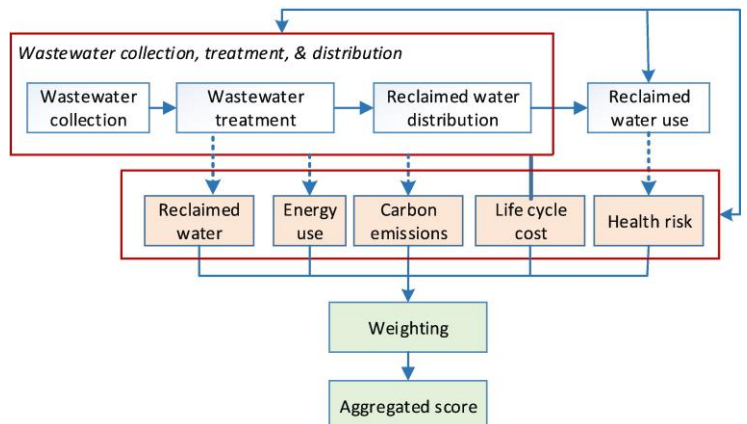 Wastewater collection, treatment, & distribution
Wastewater
collection
Wastewater
treatment
Reclaimed water
distribution
Reclaimed
water use
Reclaimed
water
Energy
use
Carbon
emissions
Life cycle
cost
Health risk
Weighting
Aggregated score